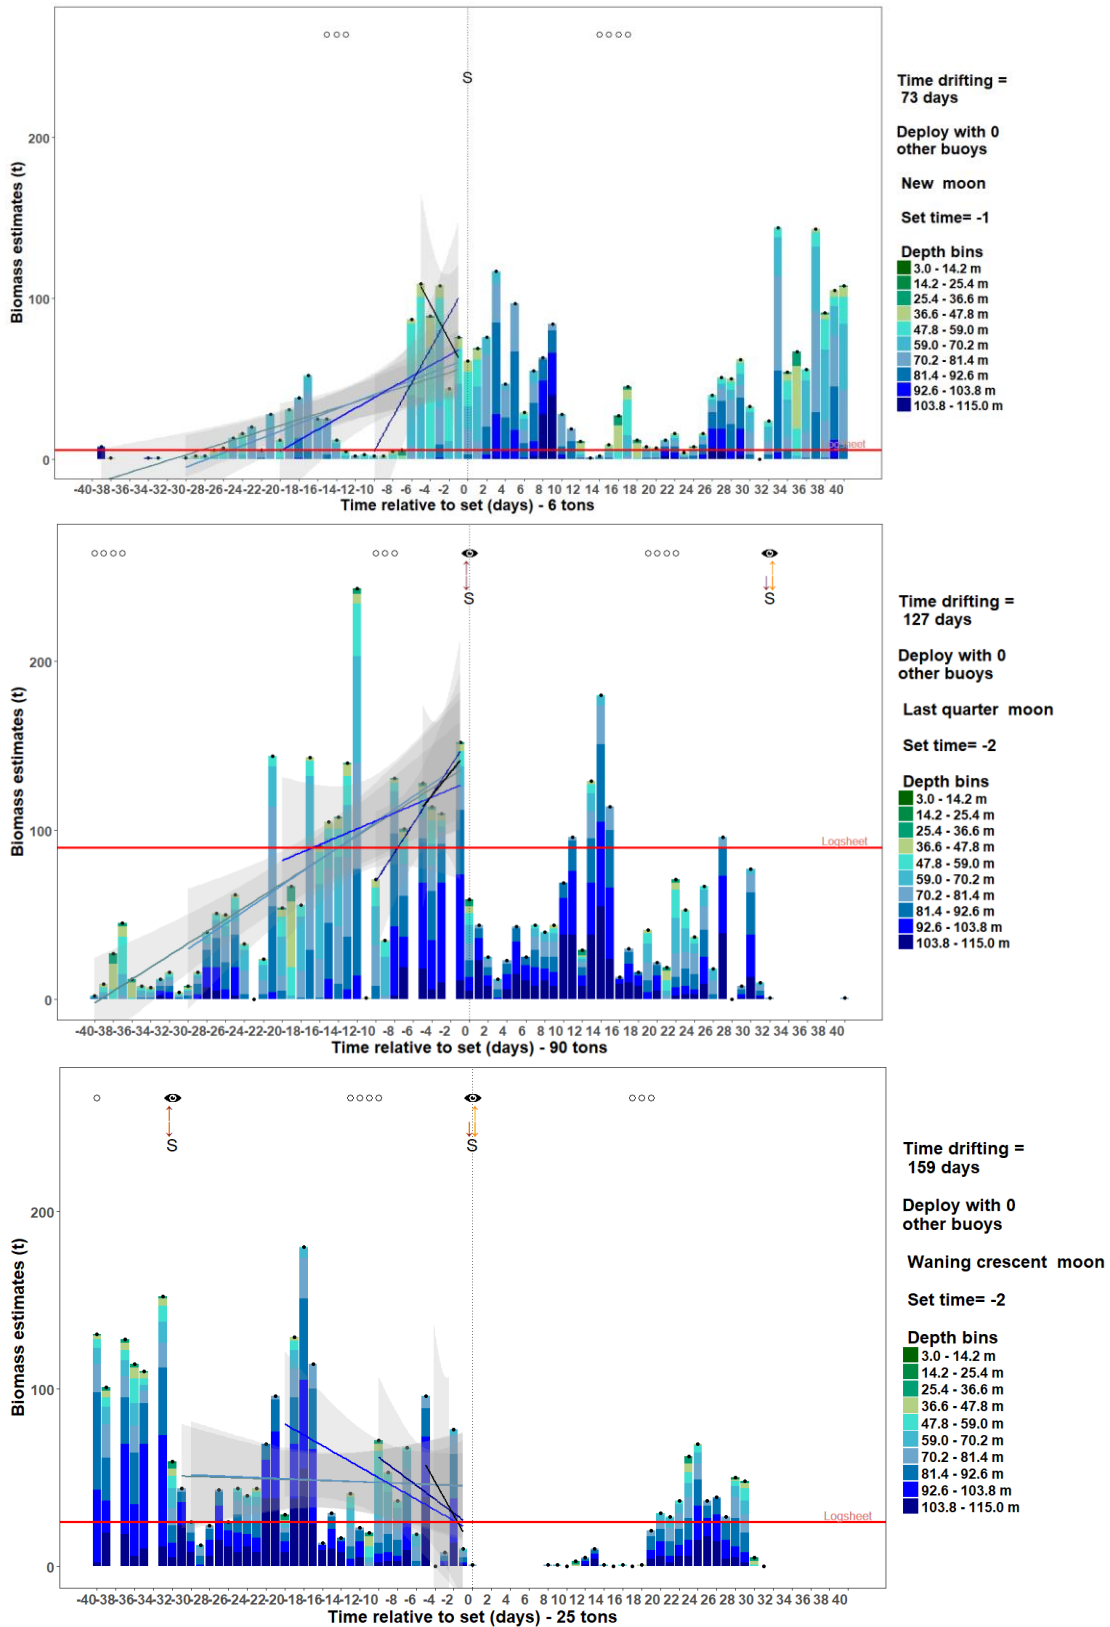 S
200
100
0
Biomass estimates (t)
Logsheet
-40-38-36-34-32-30-28-26-24-22-20-18-16-14-12-10 -8 -6 -4 -2 0 2 4 6 8 10 12 14 16 18 20 22 24 26 28 30 32 34 36 38 40
Time relative to set (days) - 6 tons
Time drifting =
73 days
Deploy with 0
other buoys
New moon
Set time= -1
Depth bins
3.0 - 14.2 m
14.2 - 25.4 m
25.4 - 36.6 m
36.6 - 47.8 m
47.8 - 59.0 m
59.0 - 70.2 m
70.2 - 81.4 m
81.4 - 92.6 m
92.6 - 103.8 m
103.8 - 115.0 m
S S
200
100
0
Biomass estimates (t)
Logsheet
-40-38-36-34-32-30-28-26-24-22-20-18-16-14-12-10 -8 -6 -4 -2 0 2 4 6 8 10 12 14 16 18 20 22 24 26 28 30 32 34 36 38 40
Time relative to set (days) - 90 tons
Time drifting =
127 days
Deploy with 0
other buoys
Last quarter moon
Set time= -2
Depth bins
3.0 - 14.2 m
14.2 - 25.4 m
25.4 - 36.6 m
36.6 - 47.8 m
47.8 - 59.0 m
59.0 - 70.2 m
70.2 - 81.4 m
81.4 - 92.6 m
92.6 - 103.8 m
103.8 - 115.0 m
S S
200
100
0
Biomass estimates (t)
Logsheet
-40-38-36-34-32-30-28-26-24-22-20-18-16-14-12-10 -8 -6 -4 -2 0 2 4 6 8 10 12 14 16 18 20 22 24 26 28 30 32 34 36 38 40
Time relative to set (days) - 25 tons
Time drifting =
159 days
Deploy with 0
other buoys
Waning crescent moon
Set time= -2
Depth bins
3.0 - 14.2 m
14.2 - 25.4 m
25.4 - 36.6 m
36.6 - 47.8 m
47.8 - 59.0 m
59.0 - 70.2 m
70.2 - 81.4 m
81.4 - 92.6 m
92.6 - 103.8 m
103.8 - 115.0 m